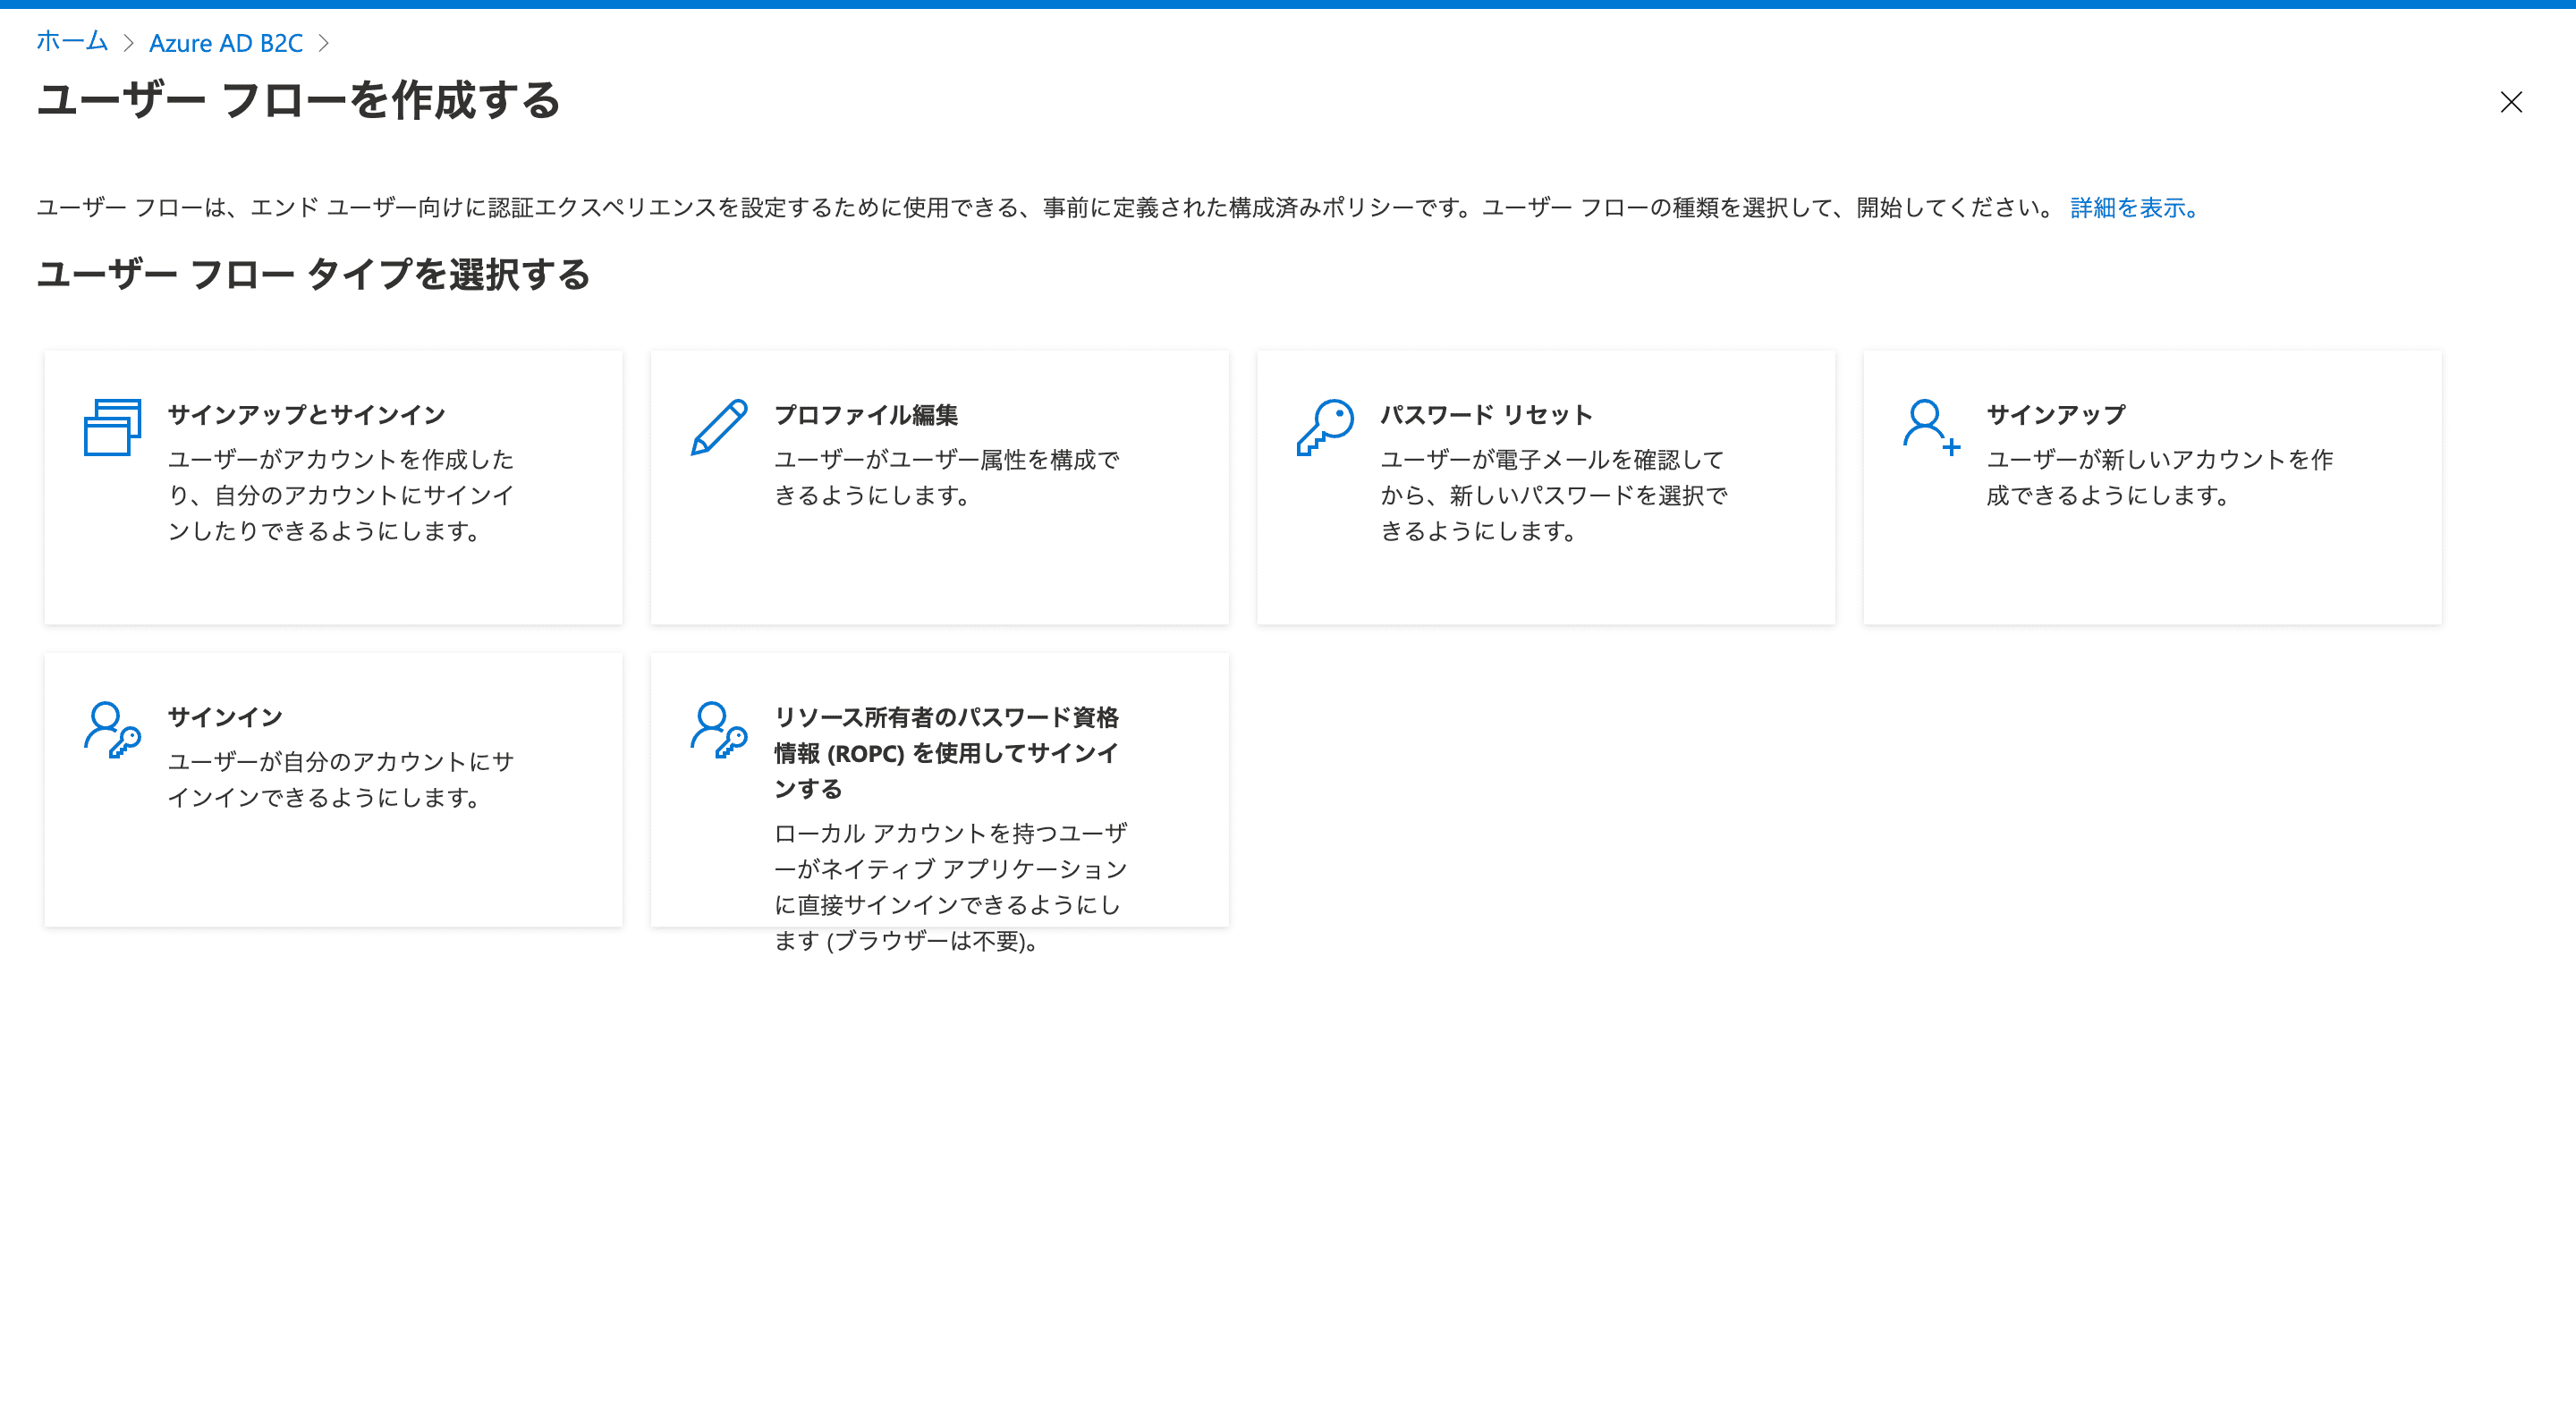 ホーム > Azure AD B2C >
ユーザー フローを作成する
ユーザー フローは、エンド ユーザー向けに認証エクスペリエンスを設定するために使用できる、事前に定義された構成済みポリシーです。ユーザー フローの種類を選択して、開始してください。 詳細を表示。
ユーザー フロー タイプを選択する
サインアップとサインイン
ユーザーがアカウントを作成した
り、自分のアカウントにサインイ
ンしたりできるようにします。
プロファイル編集
ユーザーがユーザー属性を構成で
きるようにします。
パスワード リセット
ユーザーが電子メールを確認して
から、新しいパスワードを選択で
きるようにします。
サインアップ
ユーザーが新しいアカウントを作
成できるようにします。
サインイン
ユーザーが自分のアカウントにサ
インインできるようにします。
リソース所有者のパスワード資格
情報 (ROPC) を使用してサインイ
ンする
ローカル アカウントを持つユーザ
ーがネイティブ アプリケーション
に直接サインインできるようにし
ます (ブラウザーは不要)。